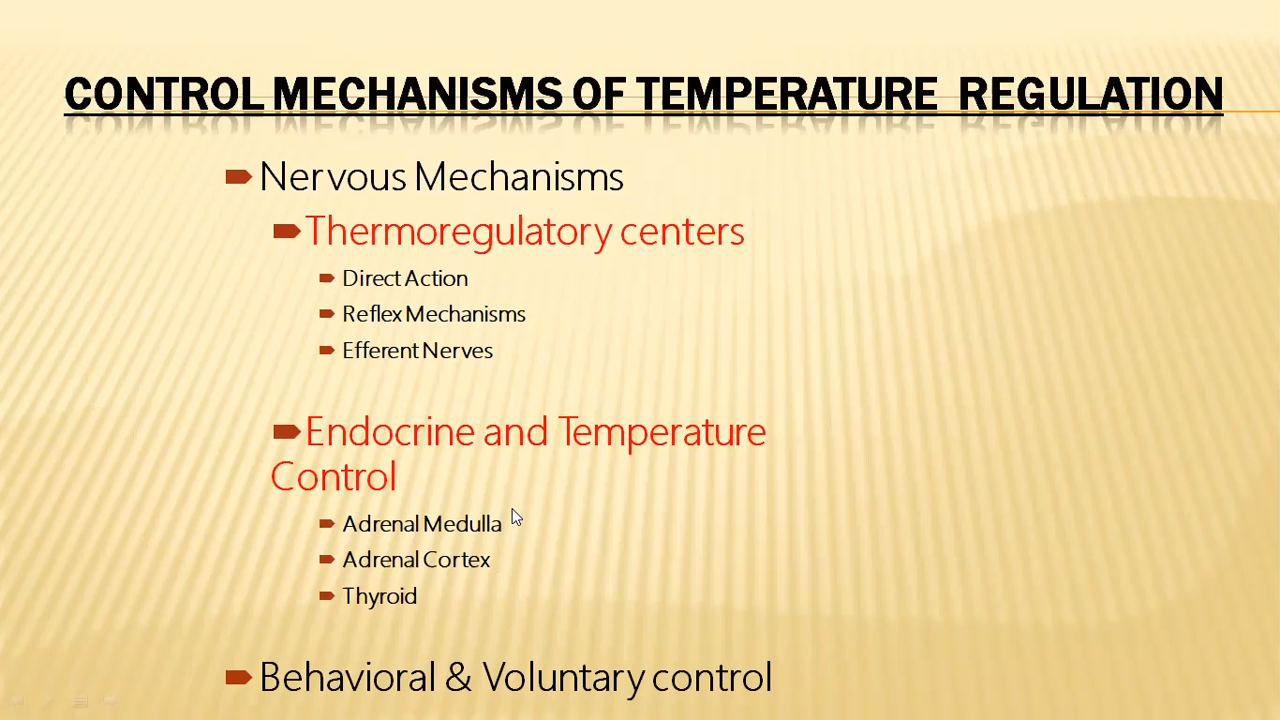 CONTROL MECHANISMS OF TEMPERATURE REGULATION
Nervous Mechanisms
Thermoregulatory centers
Direct Action
Reflex Mechanisms
Efferent Nerves
Endocrine and Temperature
Control
Adrenal Medulla
Adrenal Cortex
Thyroid
Behavioral & Voluntary control